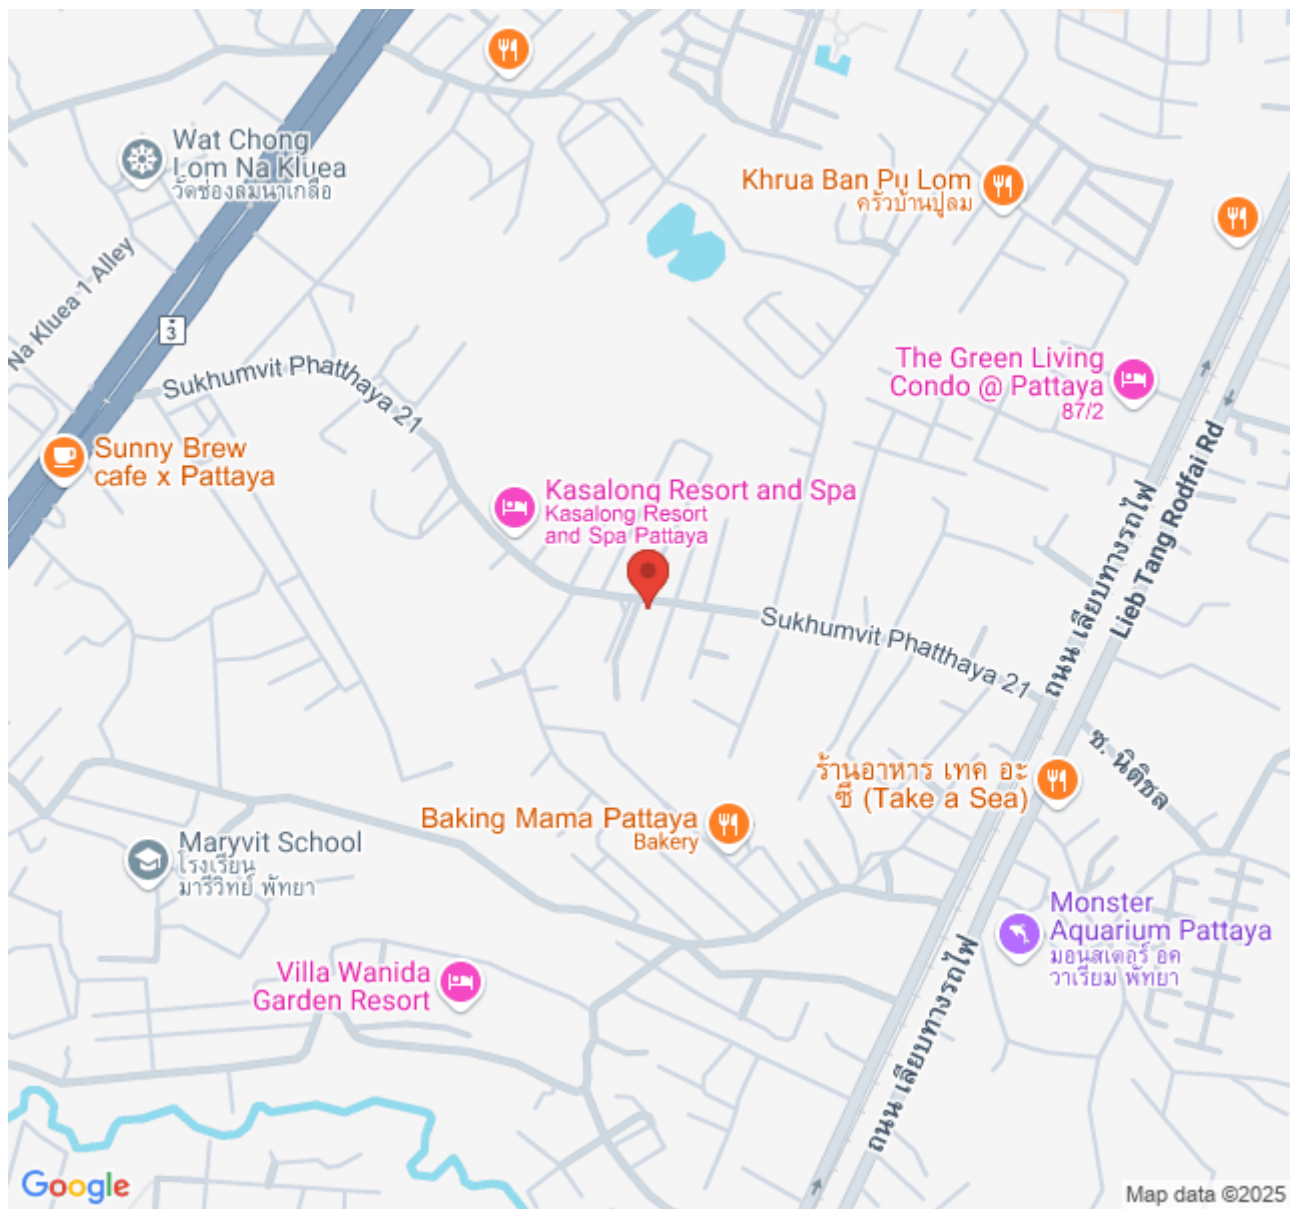 Wat Chong
Lom Na Kluea
วัดช่องลมนาเกลือ
Khrua Ban Pu Lom
ครัวบ้านปูลม
Na Kluea 1 Alley
3
Sukhumvit Phatthaya 21
The Green Living
Condo @ Pattaya
87/2
Sunny Brew
cafe x Pattaya
Kasalong Resort and Spa
Kasalong Resort
and Spa Pattaya
ถนน เลียบทางรถไฟ
Lieb Tang Rodfai Rd
Sukhumvit Phatthaya 21
ซ. นิติชล
ร้านอาหาร เทค อะ
ซี (Take a Sea)
Baking Mama Pattaya
Bakery
Maryvit School
โรงเรียน
มารีวิทย์ พัทยา
Monster
Aquarium Pattaya
มอนสเตอร์ อค
วาเรียม พัทยา
Villa Wanida
Garden Resort
ถนน เลียบทางรถไฟ
Google
Map data ©2025